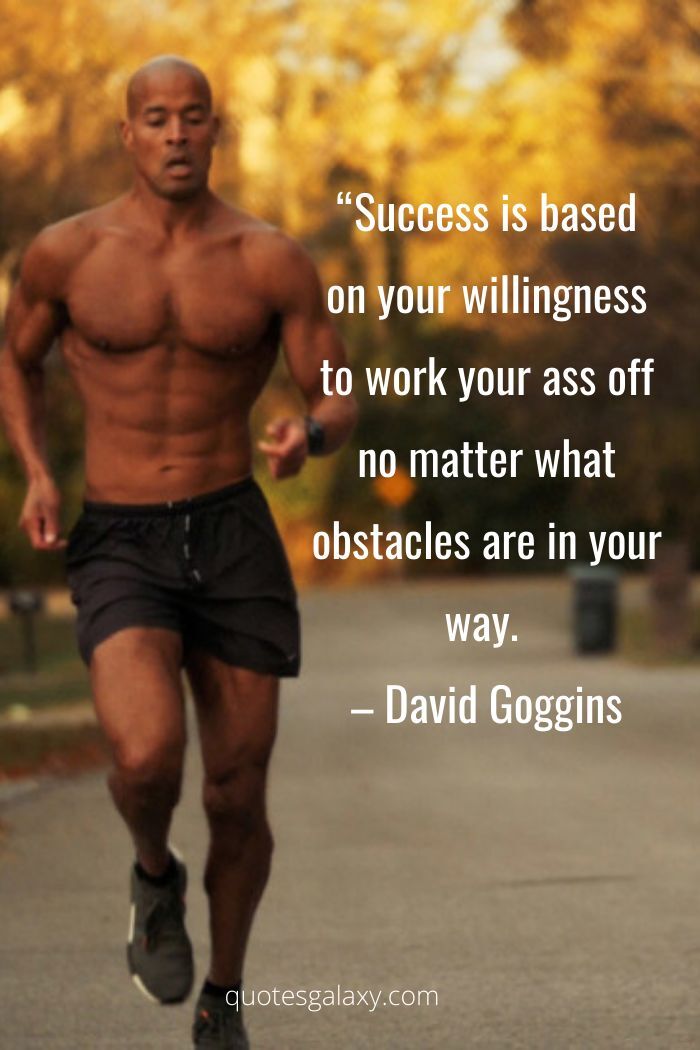 “Success is based
on your willingness
to work your ass off
no matter what
obstacles are in your
way.
– David Goggins
quotesgalaxy.com